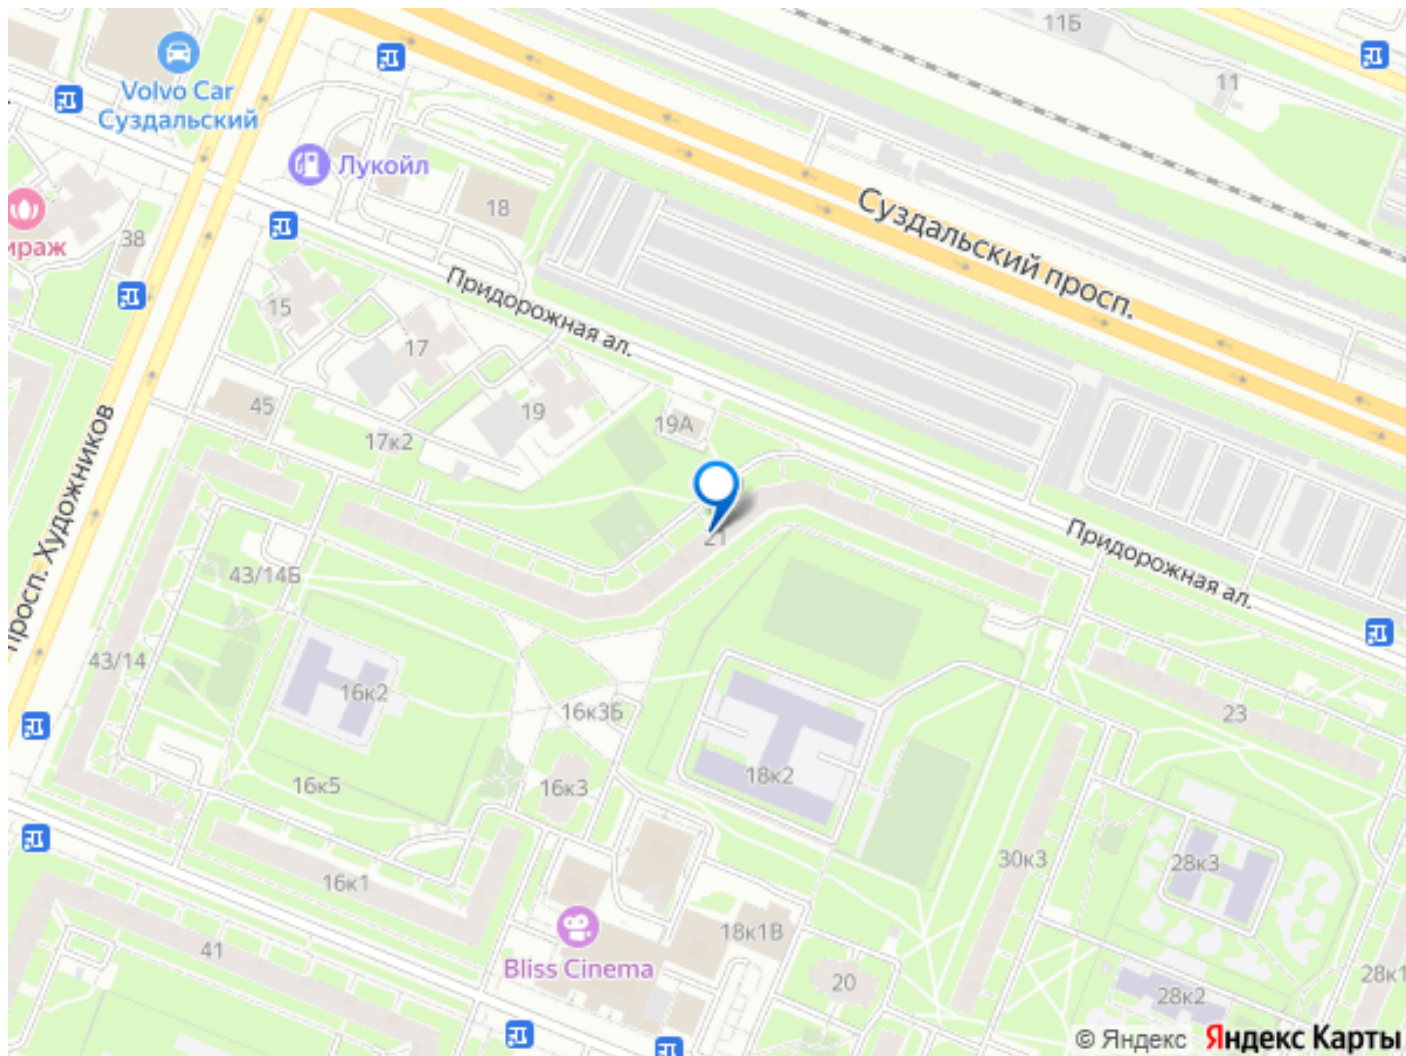 11Б
11
Volvo Car
Суздальский
Лукойл
18
Суздальский просп.
38
ираж
Придорожная ал.
15
17
19
19А
45
17к2
просп. Художников
21
Придорожная ал.
43/14Б
43/14
16к2
16к3Б
23
18к2
16к5
16к3
30к3
28к3
16к1
18к1В
41
Bliss Cinema
20
28к1
28к2
© Яндекс Яндекс Карты